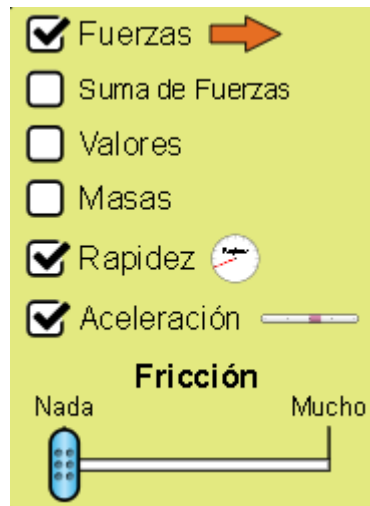 Fuerzas
Suma de Fuerzas
Valores
Masas
Rapidez
Aceleración
Fricción
Nada Mucho